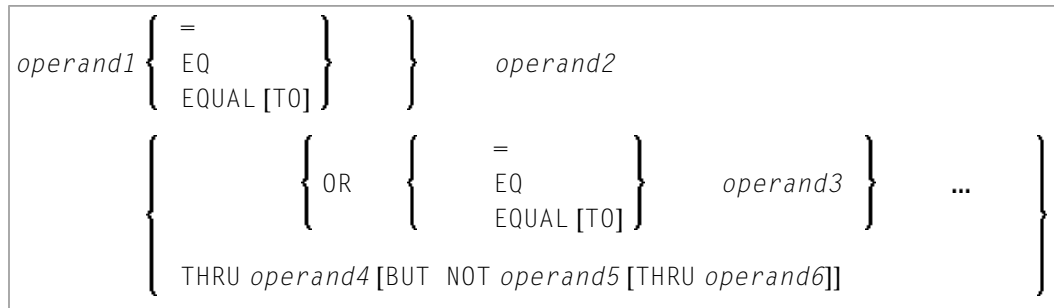 =
operand1 EQ operand2
EQUAL [TO]
=
OR EQ operand3 ...
EQUAL [TO]
THRU operand4 [BUT NOT operand5 [THRU operand6]]